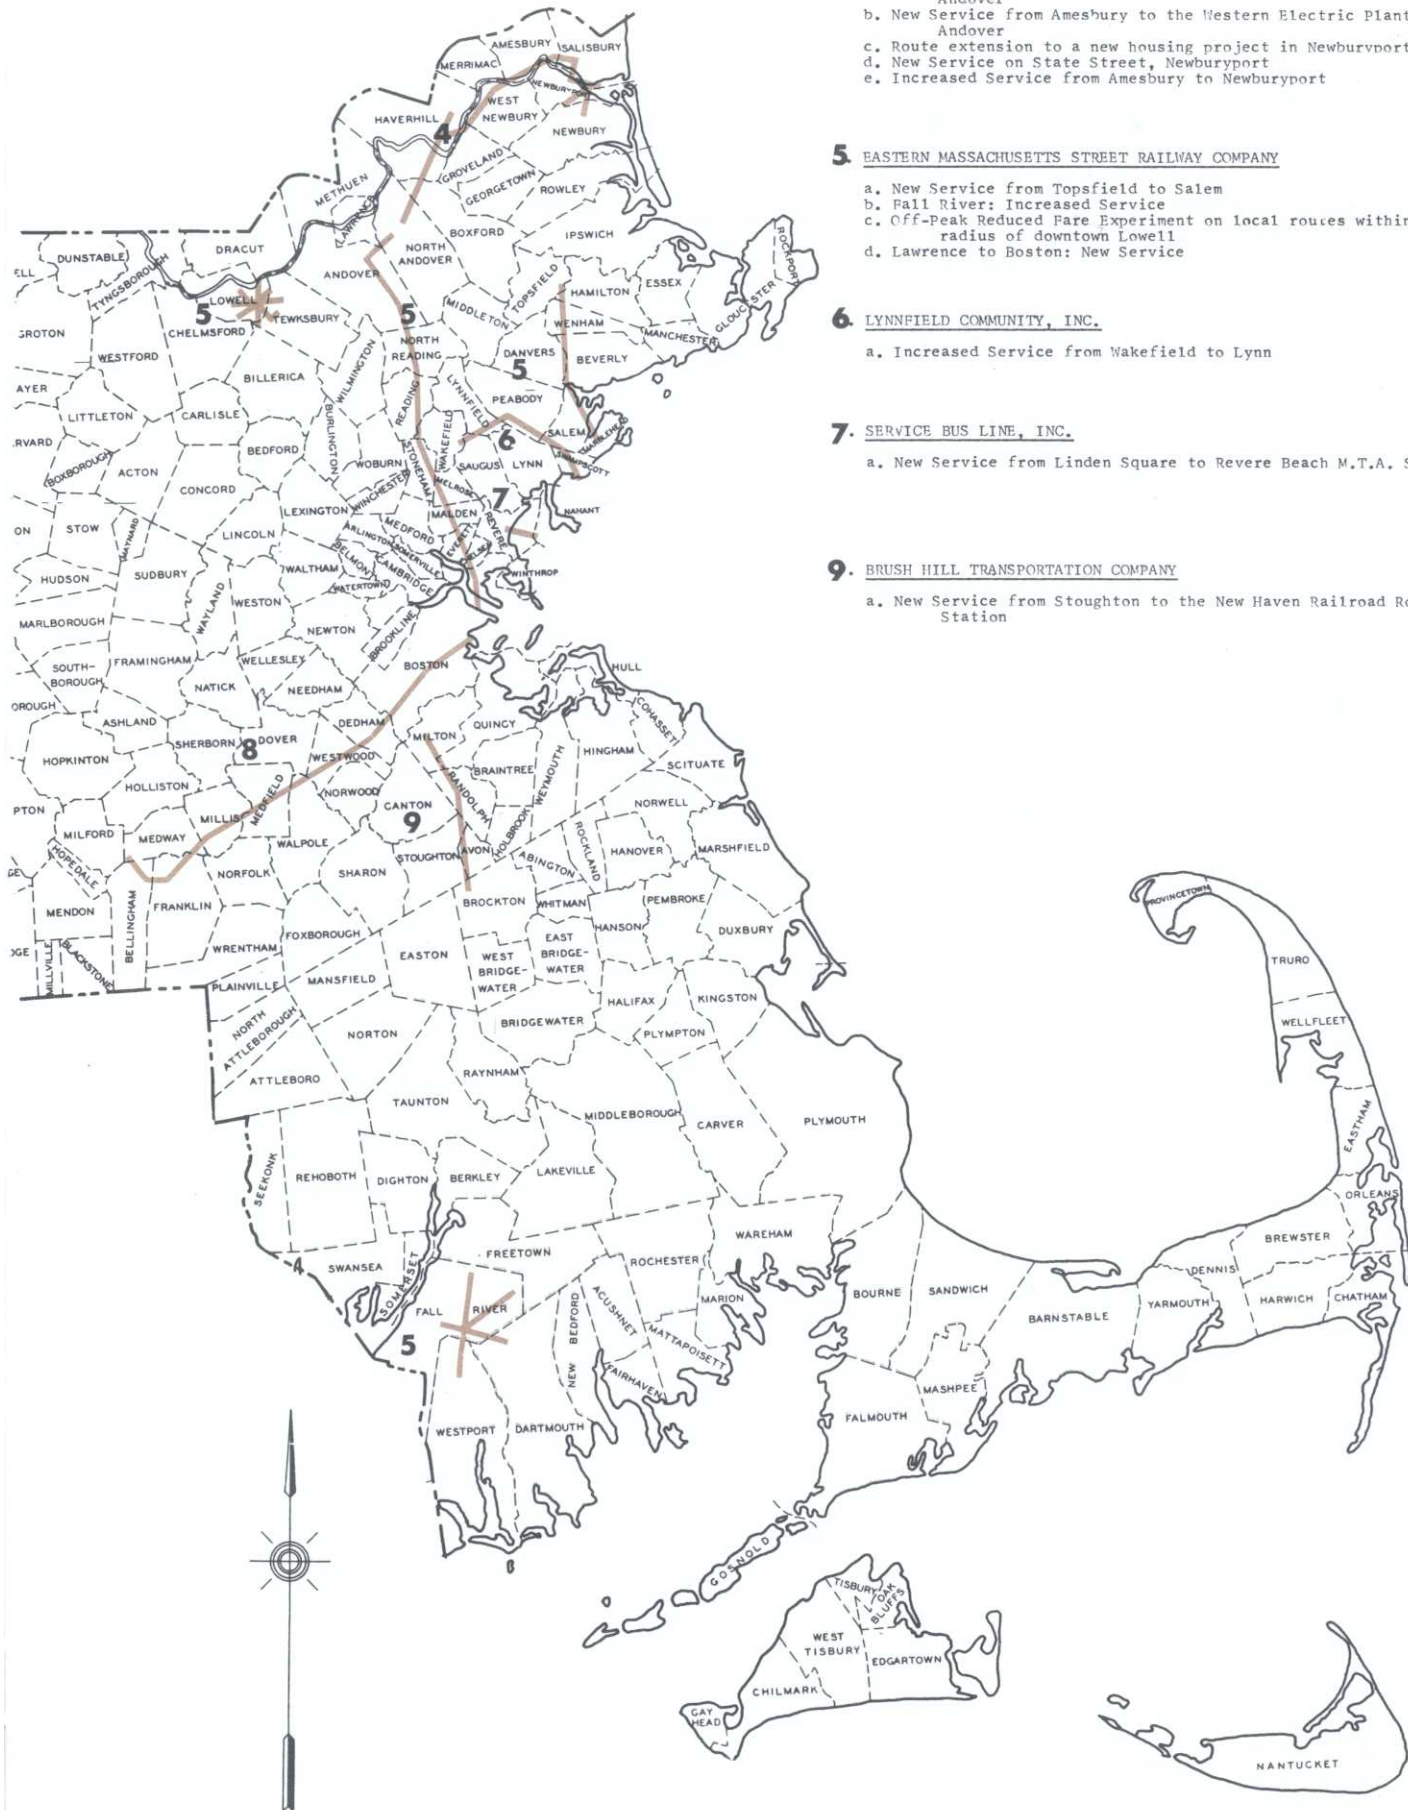 Andover
b. New Service from Amesbury to the Western Electric Plant
Andover
c. Route extension to a new housing project in Newburyport
d. New Service on State Street, Newburyport
e. Increased Service from Amesbury to Newburyport
5. EASTERN MASSACHUSETTS STREET RAILWAY COMPANY
a. New Service from Topsfield to Salem
b. Fall River: Increased Service
c. Off-Peak Reduced Fare Experiment on local routes within
radius of downtown Lowell
d. Lawrence to Boston: New Service
6. LYNNFIELD COMMUNITY, INC.
a. Increased Service from Wakefield to Lynn
7. SERVICE BUS LINE, INC.
a. New Service from Linden Square to Revere Beach M.T.A. S
9. BRUSH HILL TRANSPORTATION COMPANY
a. New Service from Stoughton to the New Haven Railroad Ro
Station
AMESBURY
SALISBURY
MERRIMAC
NEWBURYPORT
WEST
NEWBURY
HAVERHILL
4
NEWBURY
GROVELAND
GEORGETOWN
ROWLEY
METHUEN
LAWRENCE
BOXFORD
IPSWICH
NORTH
ANDOVER
ROCKPORT
DRACUT
DUNSTABLE
TYNGSBOROUGH
ANDOVER
TOPSFIELD
HAMILTON
ESSEX
GLOUCESTER
ELL
LOWELL
5
TEWKSBURY
5
MIDDLETON
WENHAM
MANCHESTER
GROTON
CHELMSFORD
NORTH
READING
DANVERS
BEVERLY
5
WESTFORD
WILMINGTON
BILLERICA
LYNNFIELD
PEABODY
AYER
LITTLETON
CARLISLE
BURLINGTON
READING
WAKEFIELD
SALEM
MARBLEHEAD
6
RVARD
BOXBOROUGH
ACTON
BEDFORD
WOBURN
STONEHAM
SAUGUS
LYNN
SWAMPSCOTT
CONCORD
WINCHESTER
MELROSE
7
LEXINGTON
MALDEN
REVERE
NAHANT
ON
STOW
MAYNARD
LINCOLN
ARLINGTON
MEDFORD
SOMERVILLE
EVERETT
CHELSEA
HUDSON
SUDBURY
WALTHAM
BELMONT
CAMBRIDGE
WATERTOWN
WINTHROP
WAYLAND
WESTON
MARLBOROUGH
NEWTON
BROOKLINE
SOUTH-
BOROUGH
FRAMINGHAM
WELLESLEY
BOSTON
HULL
NATICK
NEEDHAM
OROUGH
ASHLAND
DEDHAM
QUINCY
COHASSET
SHERBORN
8
DOVER
MILTON
HOPKINTON
WESTWOOD
HINGHAM
SCITUATE
HOLLISTON
MEDFIELD
NORWOOD
RANDOLPH
BRAINTREE
WEYMOUTH
PTON
MILFORD
MEDWAY
MILLIS
CANTON
9
NORWELL
HOLBROOK
HOPEDALE
WALPOLE
STOUGHTON
AVON
ABINGTON
ROCKLAND
HANOVER
MARSHFIELD
GE
NORFOLK
SHARON
MENDON
BELLINGHAM
FRANKLIN
BROCKTON
WHITMAN
PEMBROKE
HANSON
DUXBURY
DGE
MILLVILLE
BLACKSTONE
WRENTHAM
FOXBOROUGH
EASTON
WEST
BRIDGE-
WATER
EAST
BRIDGE-
WATER
PROVINCETOWN
TRURO
PLAINVILLE
MANSFIELD
HALIFAX
KINGSTON
NORTH
ATTLEBOROUGH
NORTON
BRIDGEWATER
PLYMPTON
WELLFLEET
ATTLEBORO
RAYNHAM
TAUNTON
MIDDLEBOROUGH
CARVER
PLYMOUTH
EASTHAM
SEEKONK
REHOBOTH
DIGHTON
BERKLEY
LAKEVILLE
ORLEANS
WAREHAM
BREWSTER
SWANSEA
SOMERSET
FREETOWN
ROCHESTER
DENNIS
FALL
RIVER
MARION
BOURNE
SANDWICH
YARMOUTH
HARWICH
CHATHAM
5
NEW
BEDFORD
ACUSHNET
MATTAPOISETT
BARNSTABLE
FAIRHAVEN
MASHPEE
WESTPORT
DARTMOUTH
FALMOUTH
GOSNOLD
TISBURY
OAK
BLUFFS
WEST
TISBURY
EDGARTOWN
CHILMARK
GAY
HEAD
NANTUCKET